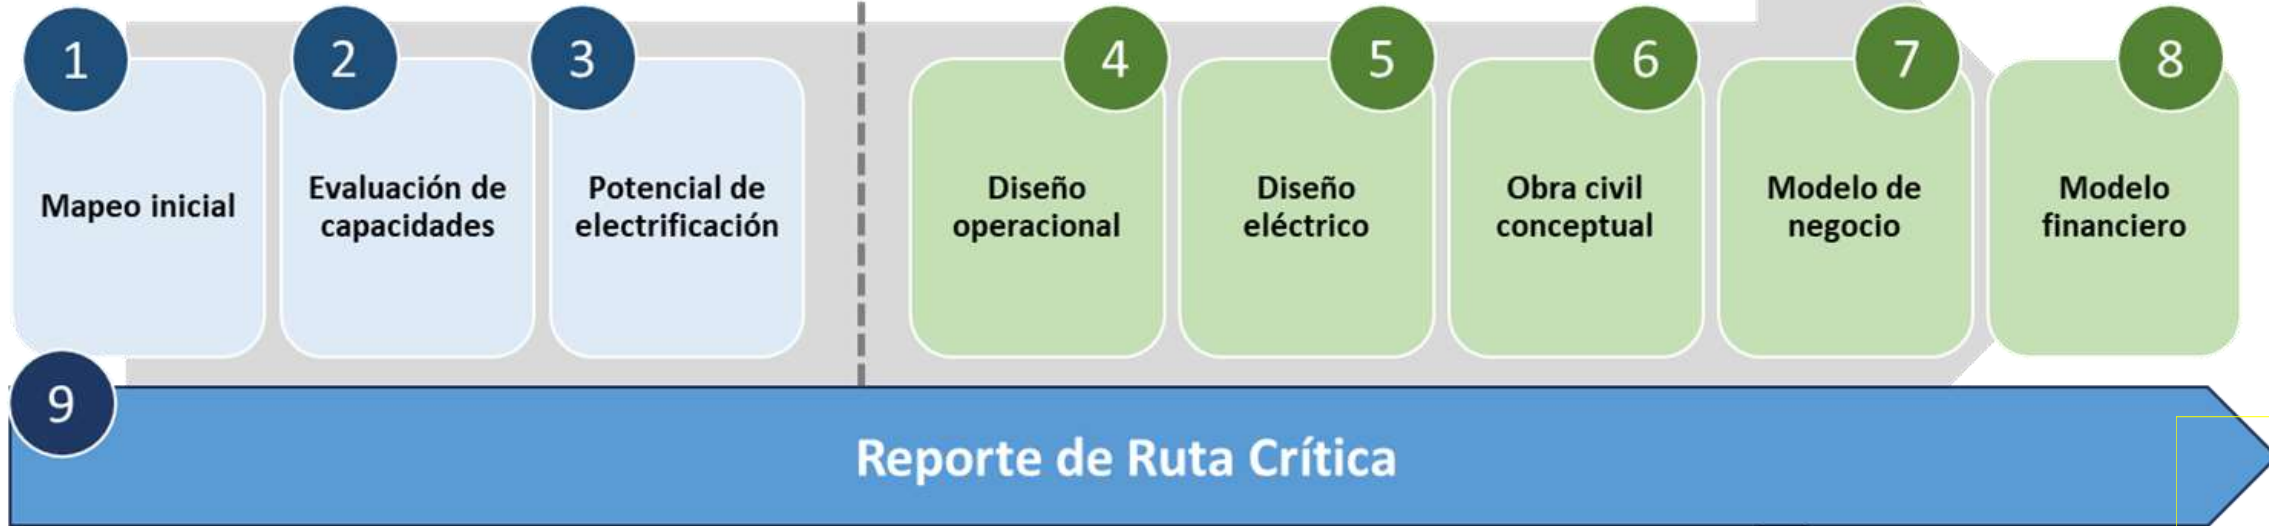 1
Mapeo inicial
2
Evaluación de
capacidades
3
Potencial de
electrificación
4
Diseño
operacional
5
Diseño
eléctrico
6
Obra civil
conceptual
7
Modelo de
negocio
8
Modelo
financiero
9
Reporte de Ruta Crítica